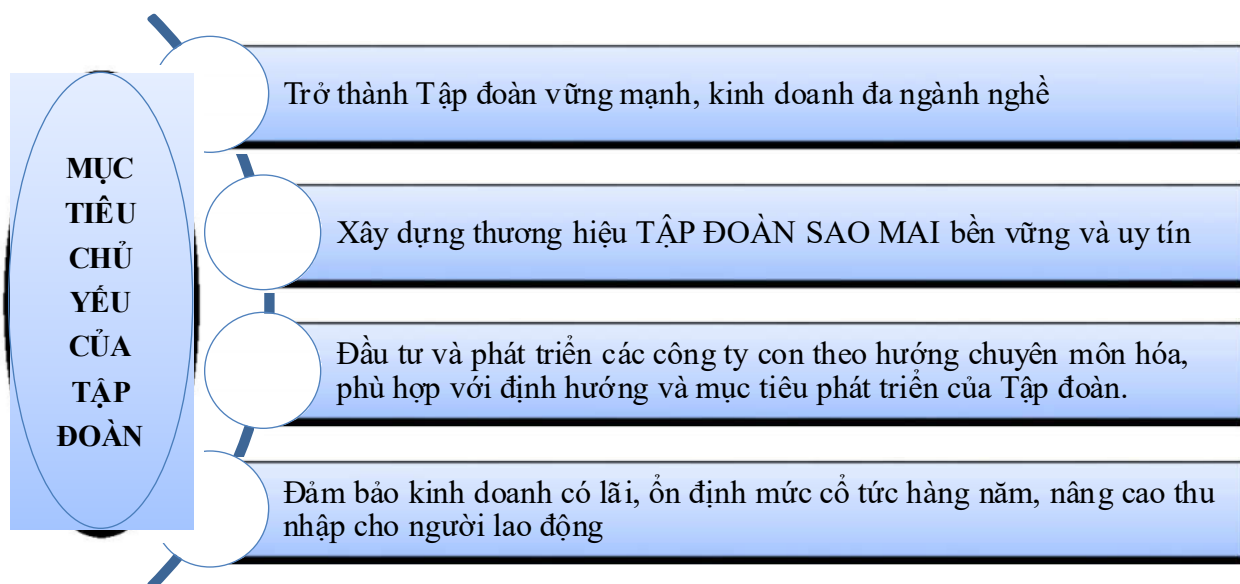 MỤC
TIÊU
CHỦ
YẾU
CỦA
TẬP
ĐOÀN
Trở thành Tập đoàn vững mạnh, kinh doanh đa ngành nghề
Xây dựng thương hiệu TẬP ĐOÀN SAO MAI bền vững và uy tín
Đầu tư và phát triển các công ty con theo hướng chuyên môn hóa,
phù hợp với định hướng và mục tiêu phát triển của Tập đoàn.
Đảm bảo kinh doanh có lãi, ổn định mức cổ tức hàng năm, nâng cao thu
nhập cho người lao động